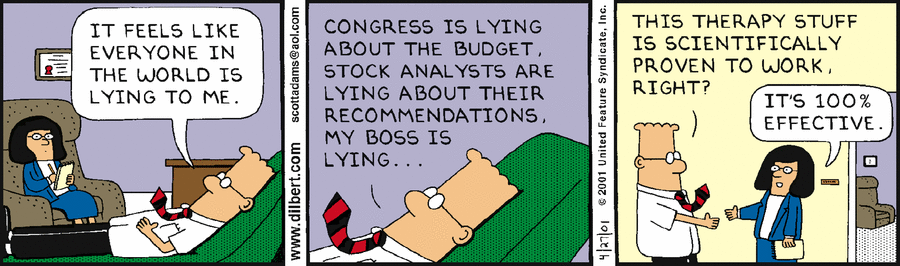 IT FEELS LIKE
EVERYONE IN
THE WORLD IS
LYING TO ME.
scottadams@aol.com
www.dilbert.com
CONGRESS IS LYING
ABOUT THE BUDGET,
STOCK ANALYSTS ARE
LYING ABOUT THEIR
RECOMMENDATIONS,
MY BOSS IS
LYING...
4/27/01 © 2001 United Feature Syndicate, Inc.
THIS THERAPY STUFF
IS SCIENTIFICALLY
PROVEN TO WORK,
RIGHT?
IT'S 100%
EFFECTIVE.